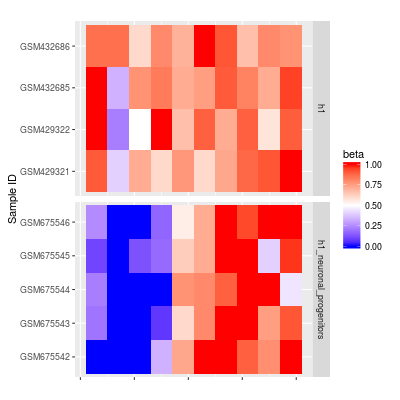 GSM432686
GSM432685
GSM429322
GSM429321
h1
GSM675546
GSM675545
GSM675544
GSM675543
GSM675542
h1_neuronal_progenitors
Sample ID
beta
1.00
0.75
0.50
0.25
0.00